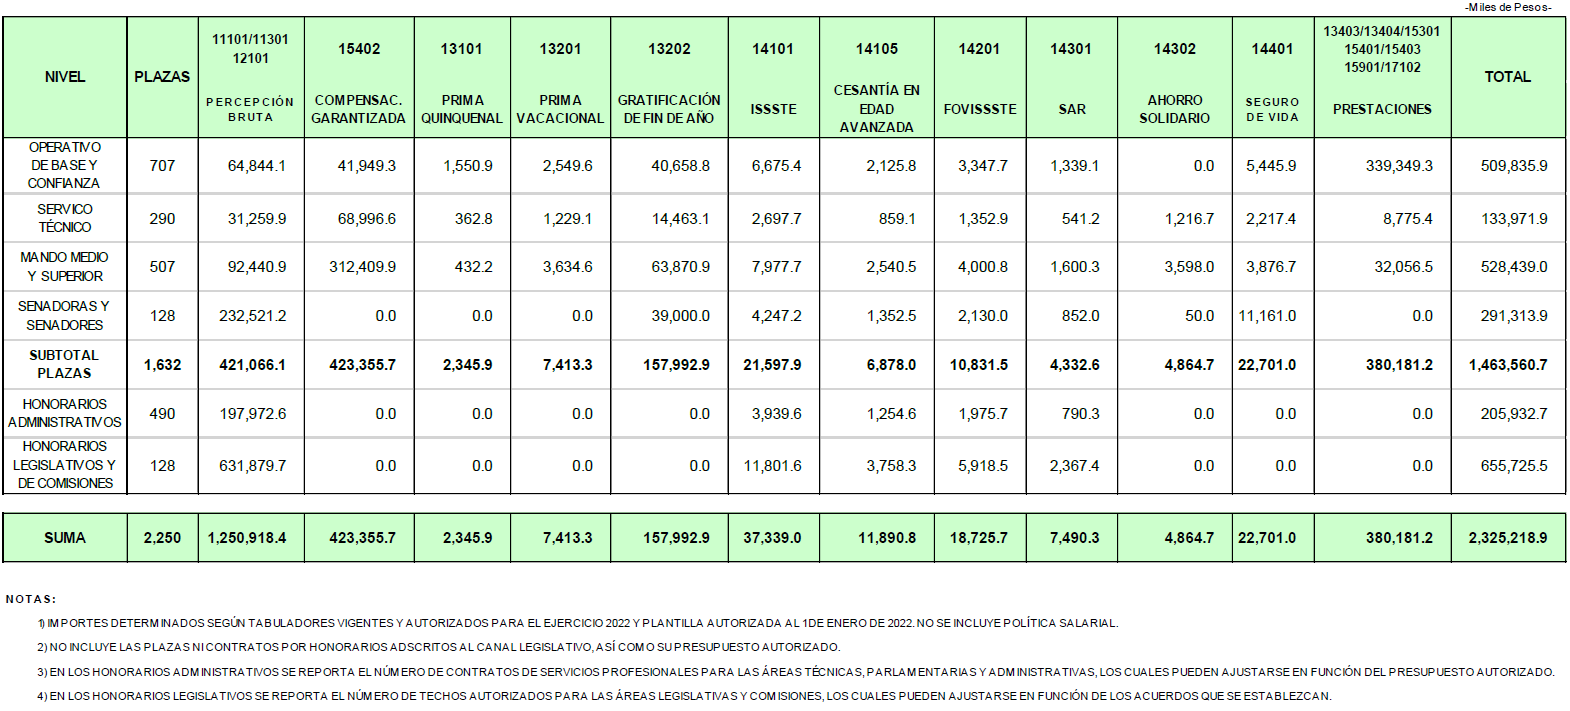 -Miles de Pesos-
NIVEL PLAZAS 11101/11301 12101 PERCEPCIÓN BRUTA 15402 COMPENSAC. GARANTIZADA 13101 PRIMA QUINQUENAL 13201 PRIMA VACACIONAL 13202 GRATIFICACIÓN DE FIN DE AÑO 14101 ISSSTE 14105 CESANTÍA EN EDAD AVANZADA 14201 FOVISSSTE 14301 SAR 14302 AHORRO SOLIDARIO 14401 SEGURO DE VIDA 13403/13404/15301 15401/15403 15901/17102 PRESTACIONES TOTAL
OPERATIVO DE BASE Y CONFIANZA 707 64,844.1 41,949.3 1,550.9 2,549.6 40,658.8 6,675.4 2,125.8 3,347.7 1,339.1 0.0 5,445.9 339,349.3 509,835.9
SERVICO TÉCNICO 290 31,259.9 68,996.6 362.8 1,229.1 14,463.1 2,697.7 859.1 1,352.9 541.2 1,216.7 2,217.4 8,775.4 133,971.9
MANDO MEDIO Y SUPERIOR 507 92,440.9 312,409.9 432.2 3,634.6 63,870.9 7,977.7 2,540.5 4,000.8 1,600.3 3,598.0 3,876.7 32,056.5 528,439.0
SENADORAS Y SENADORES 128 232,521.2 0.0 0.0 0.0 39,000.0 4,247.2 1,352.5 2,130.0 852.0 50.0 11,161.0 0.0 291,313.9
SUBTOTAL PLAZAS 1,632 421,066.1 423,355.7 2,345.9 7,413.3 157,992.9 21,597.9 6,878.0 10,831.5 4,332.6 4,864.7 22,701.0 380,181.2 1,463,560.7
HONORARIOS ADMINISTRATIVOS 490 197,972.6 0.0 0.0 0.0 0.0 3,939.6 1,254.6 1,975.7 790.3 0.0 0.0 0.0 205,932.7
HONORARIOS LEGISLATIVOS Y DE COMISIONES 128 631,879.7 0.0 0.0 0.0 0.0 11,801.6 3,758.3 5,918.5 2,367.4 0.0 0.0 0.0 655,725.5
SUMA 2,250 1,250,918.4 423,355.7 2,345.9 7,413.3 157,992.9 37,339.0 11,890.8 18,725.7 7,490.3 4,864.7 22,701.0 380,181.2 2,325,218.9
NOTAS:
1) IMPORTES DETERMINADOS SEGÚN TABULADORES VIGENTES Y AUTORIZADOS PARA EL EJERCICIO 2022 Y PLANTILLA AUTORIZADA AL 1 DE ENERO DE 2022. NO SE INCLUYE POLÍTICA SALARIAL.
2) NO INCLUYE LAS PLAZAS NI CONTRATOS POR HONORARIOS ADSCRITOS AL CANAL LEGISLATIVO, ASÍ COMO SU PRESUPUESTO AUTORIZADO.
3) EN LOS HONORARIOS ADMINISTRATIVOS SE REPORTA EL NÚMERO DE CONTRATOS DE SERVICIOS PROFESIONALES PARA LAS ÁREAS TÉCNICAS, PARLAMENTARIAS Y ADMINISTRATIVAS, LOS CUALES PUEDEN AJUSTARSE EN FUNCIÓN DEL PRESUPUESTO AUTORIZADO.
4) EN LOS HONORARIOS LEGISLATIVOS SE REPORTA EL NÚMERO DE TECHOS AUTORIZADOS PARA LAS ÁREAS LEGISLATIVAS Y COMISIONES, LOS CUALES PUEDEN AJUSTARSE EN FUNCIÓN DE LOS ACUERDOS QUE SE ESTABLEZCAN.